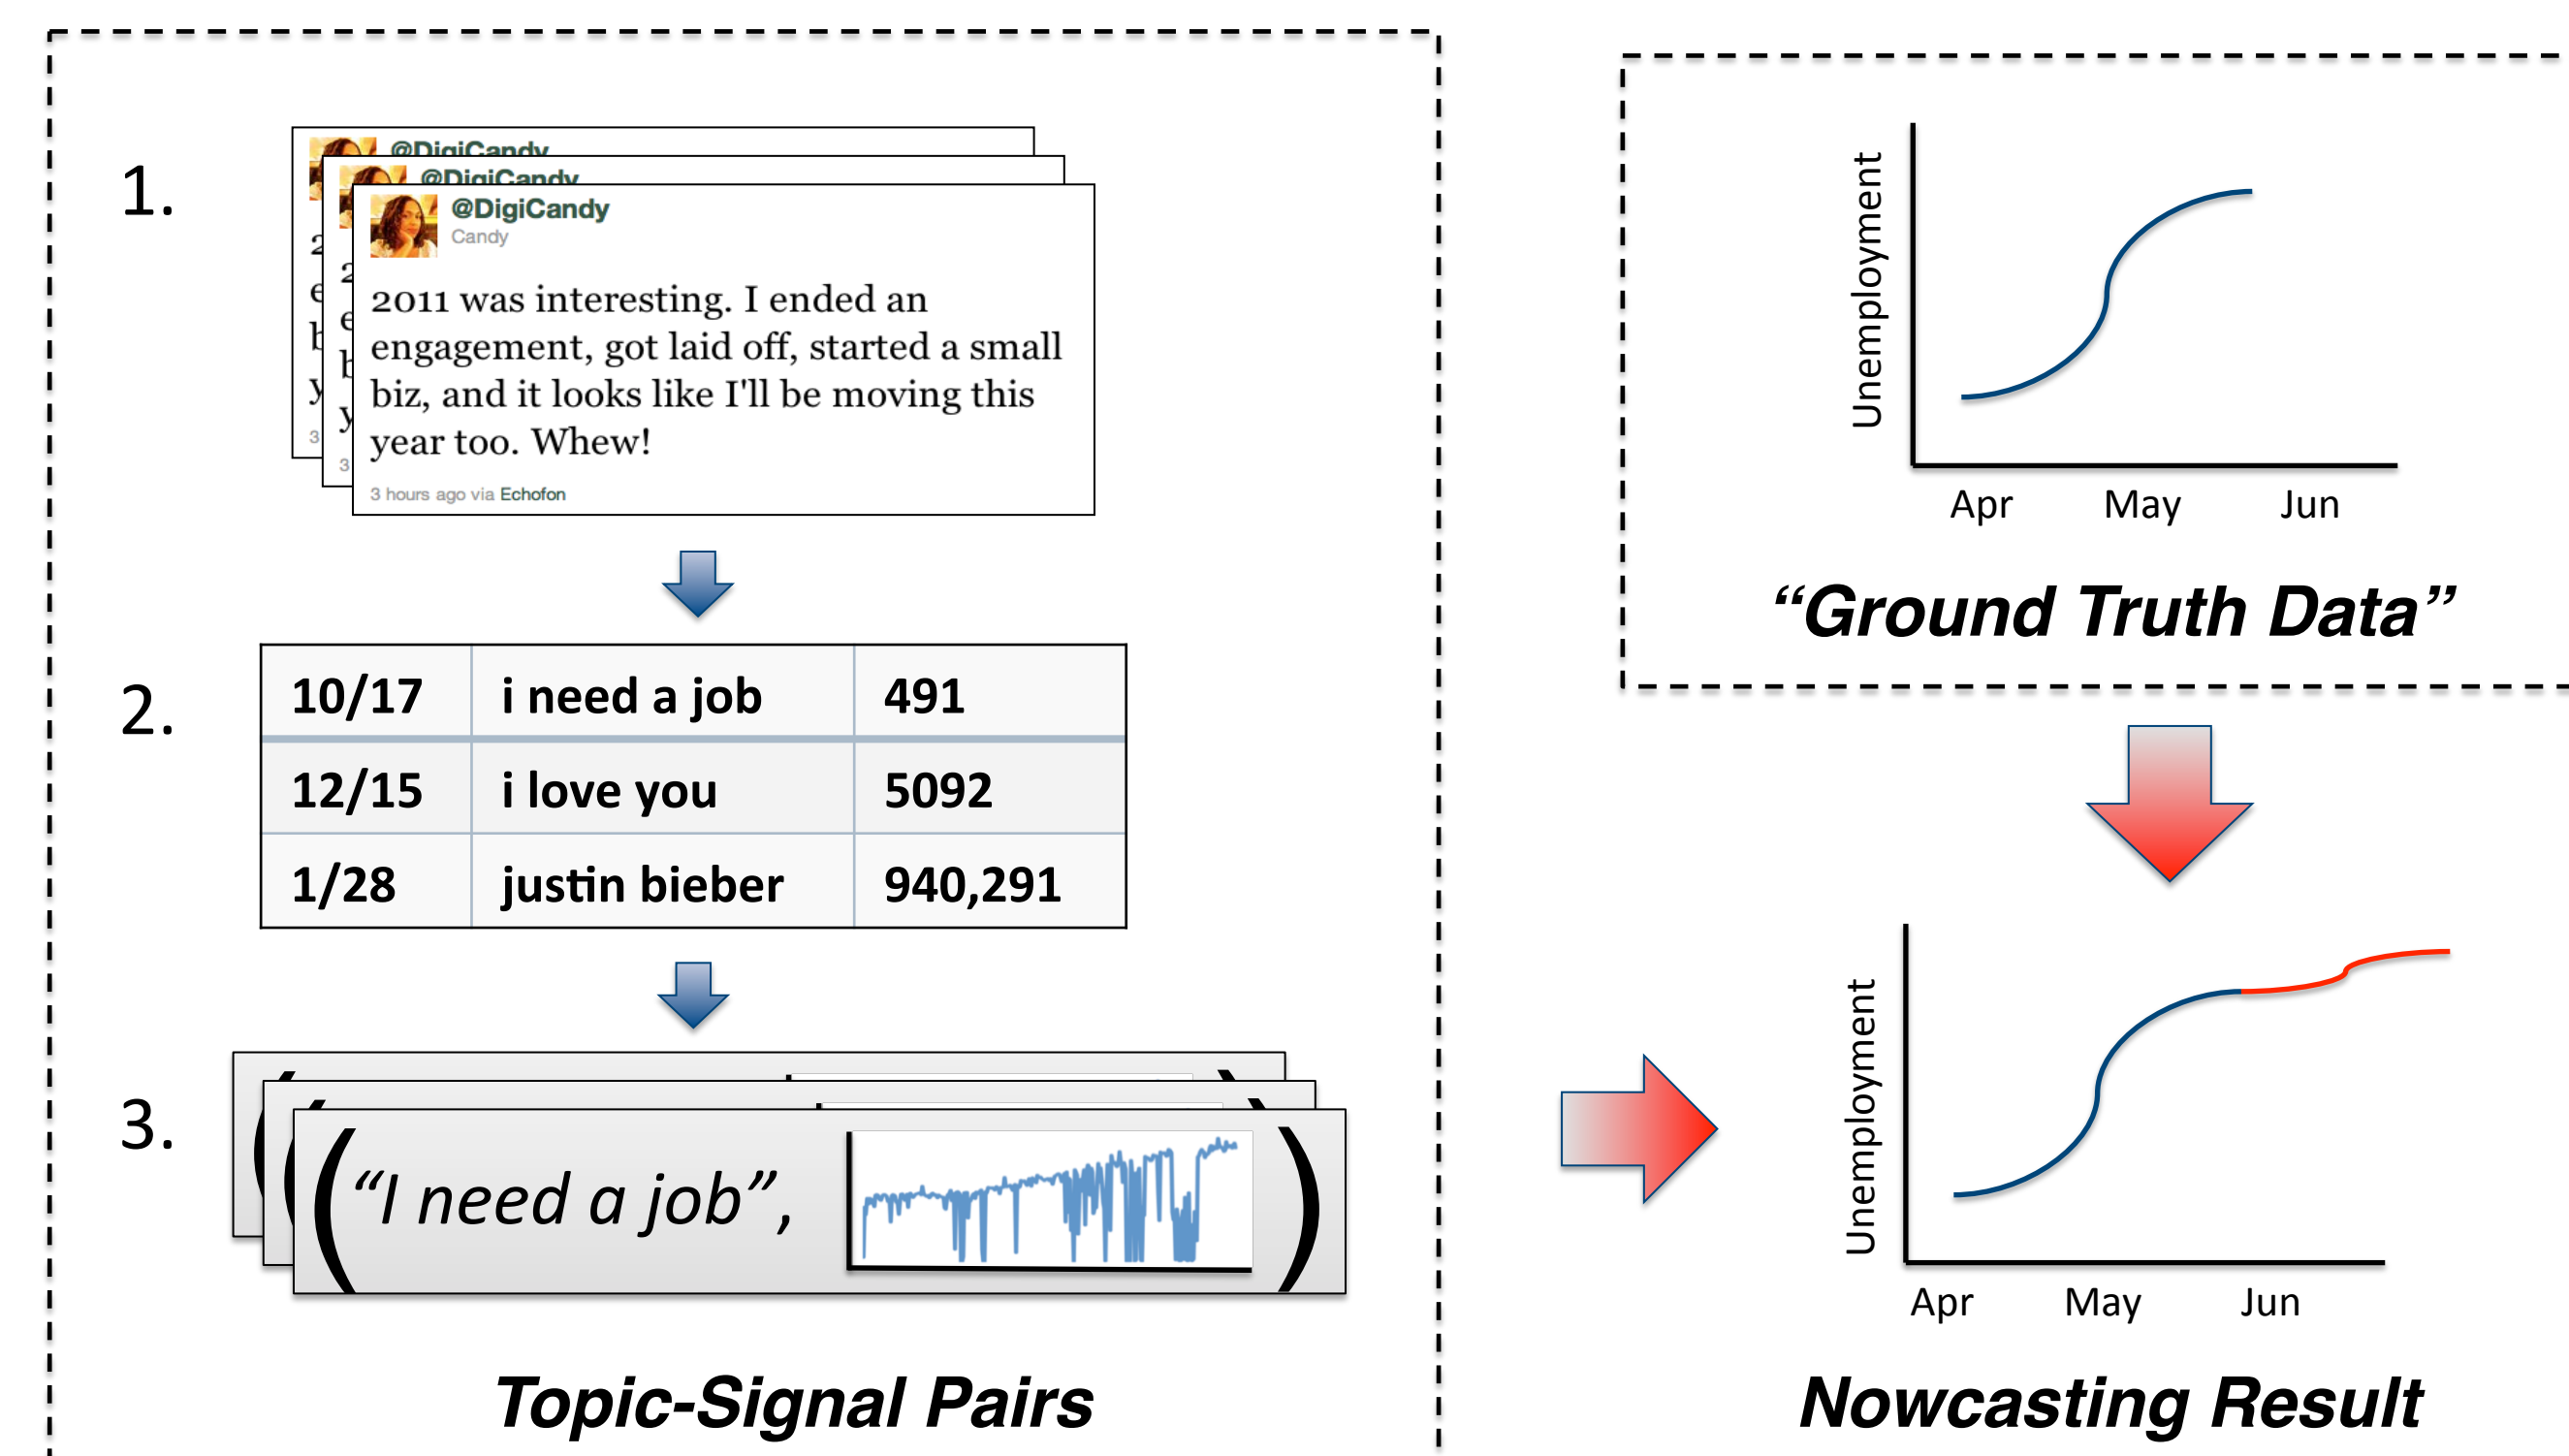 1.
@DigiCandy
@DigiCandy
@DigiCandy
Candy
2011 was interesting. I ended an
engagement, got laid off, started a small
biz, and it looks like I'll be moving this
year too. Whew!
3 hours ago via Echofon
2.
10/17 i need a job 491
12/15 i love you 5092
1/28 justin bieber 940,291
3.
(“I need a job”, )
Topic-Signal Pairs
Unemployment
Apr May Jun
“Ground Truth Data”
Unemployment
Apr May Jun
Nowcasting Result